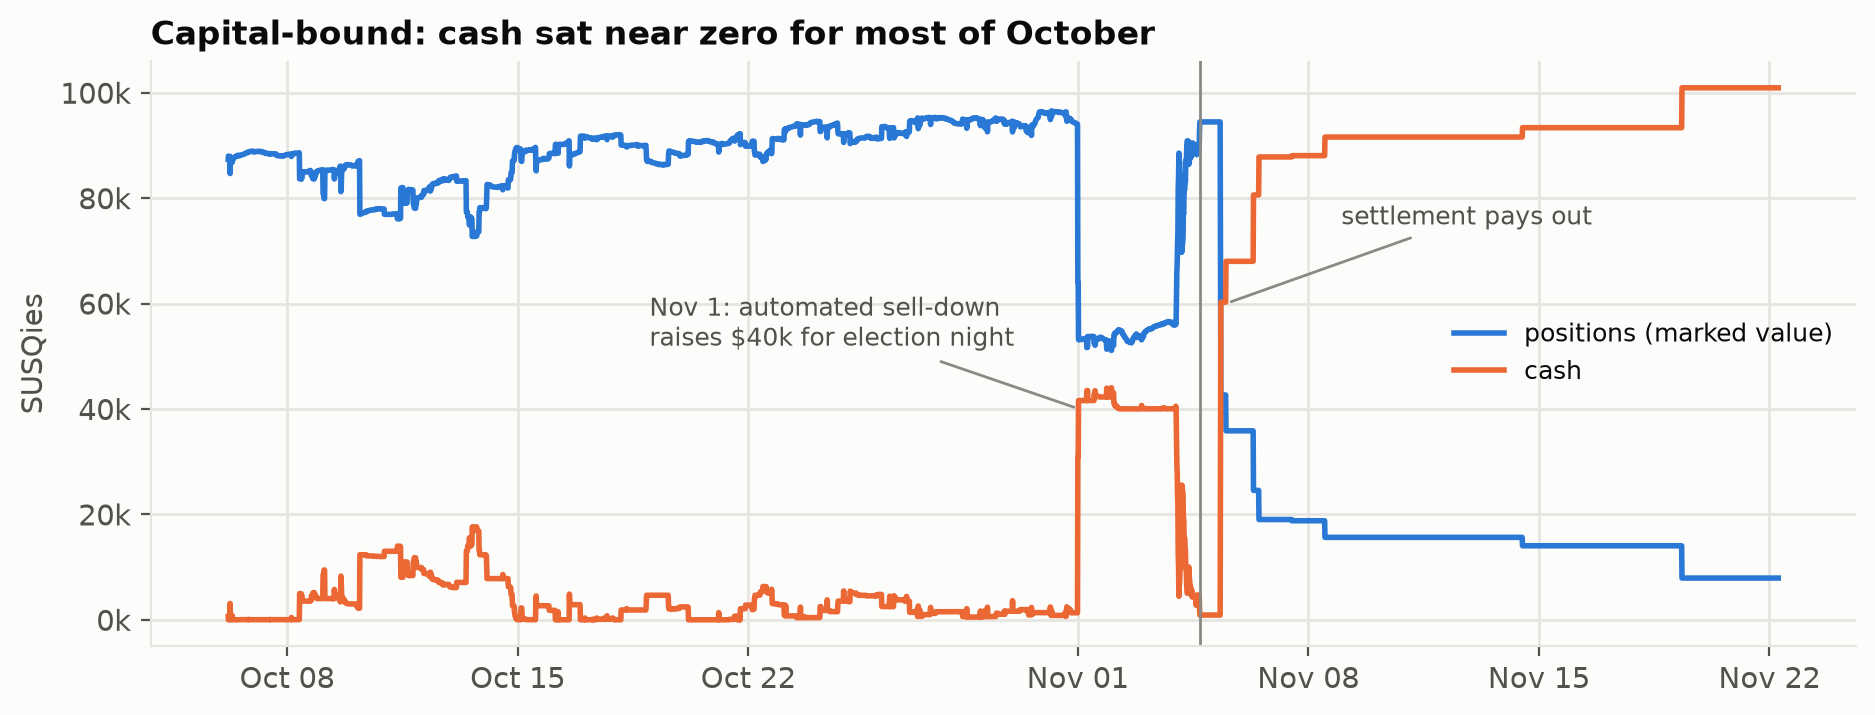 Capital-bound: cash sat near zero for most of October
SUSQies
100k
80k
60k
40k
20k
0k
settlement pays out
Nov 1: automated sell-down
raises $40k for election night
positions (marked value)
cash
Oct 08
Oct 15
Oct 22
Nov 01
Nov 08
Nov 15
Nov 22